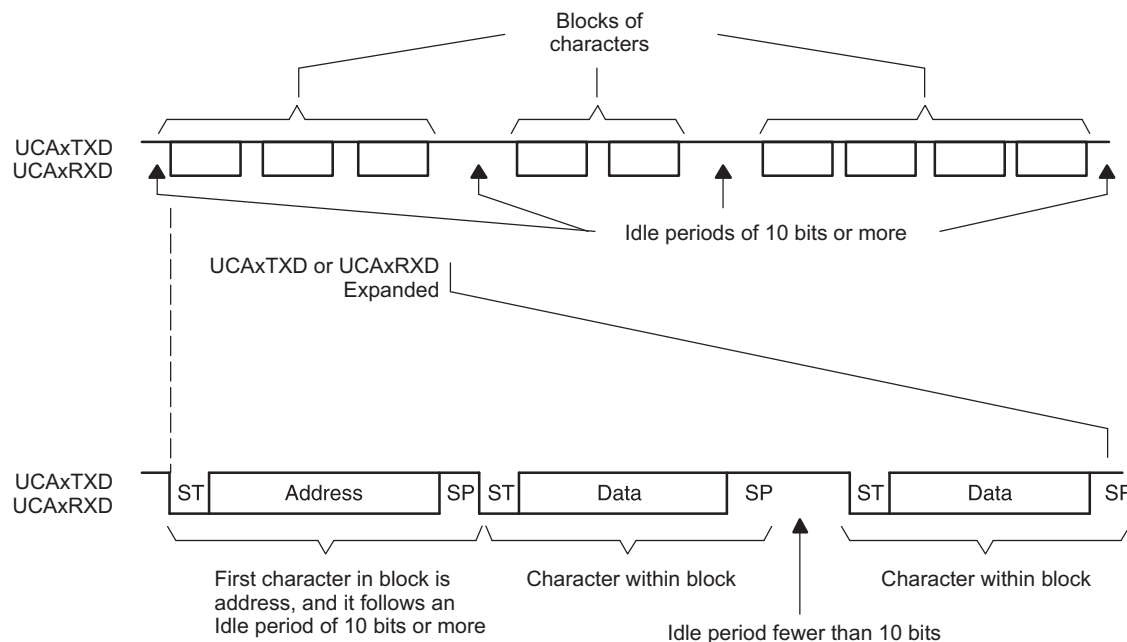 Blocks of
characters
UCAxTXD
UCAxRXD
Idle periods of 10 bits or more
UCAxTXD or UCAxRXD
Expanded
UCAxTXD
UCAxRXD
ST
Address
SP
ST
Data
SP
ST
Data
SP
First character in block is
address, and it follows an
Idle period of 10 bits or more
Character within block
Character within block
Idle period fewer than 10 bits